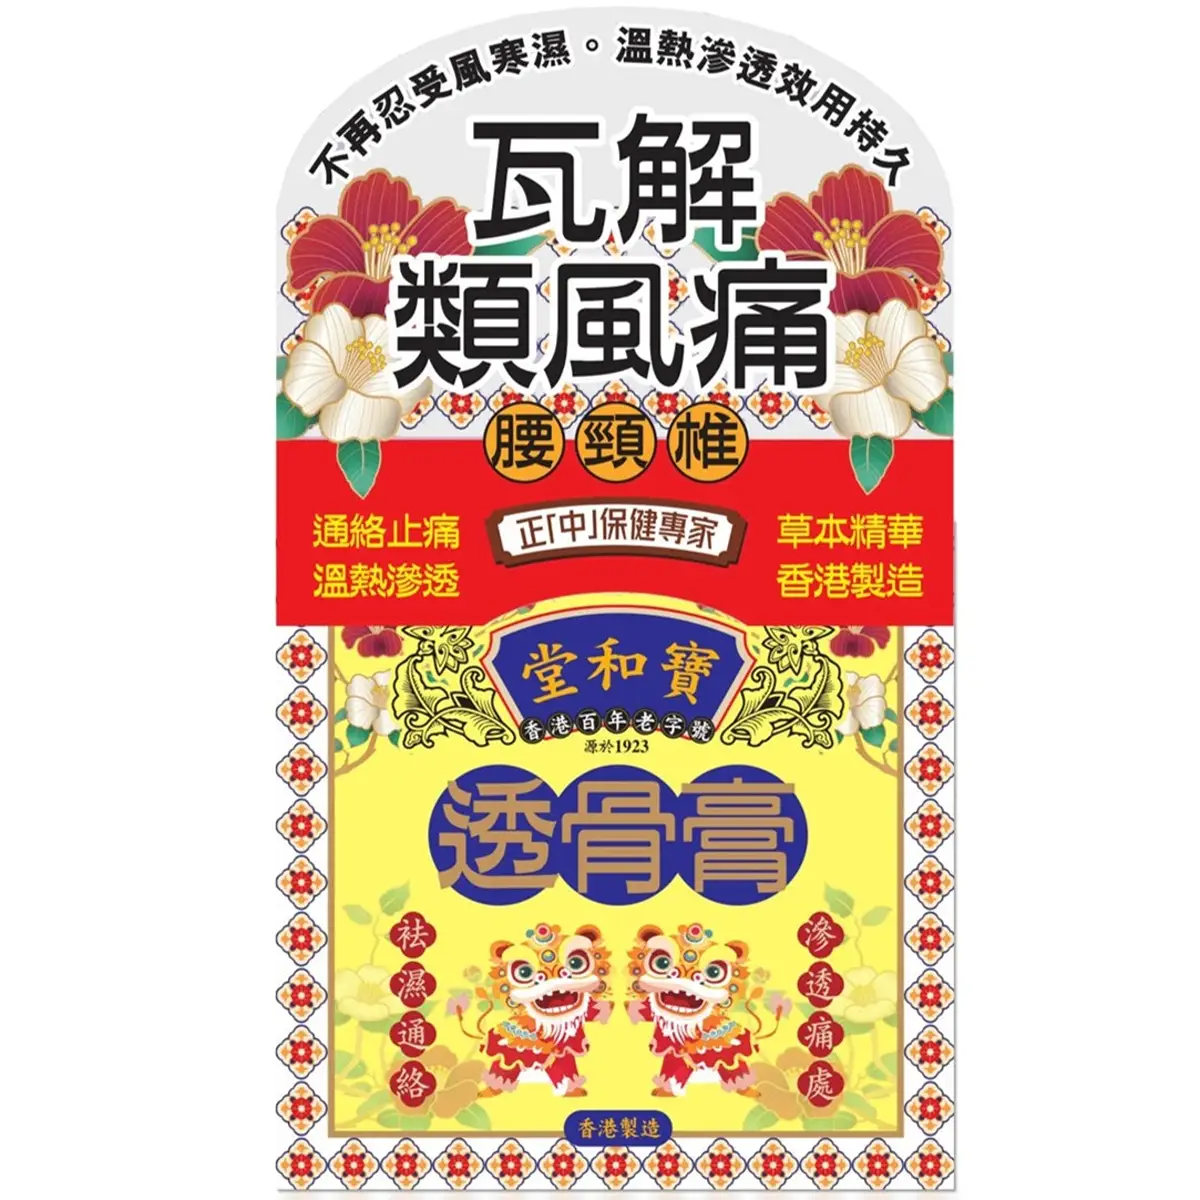 不再忍受風寒濕。溫熱滲透效用持久
瓦解
類風痛
腰頸椎
正「中」保健專家
通絡止痛
溫熱滲透
草本精華
香港製造
堂和寶
香港百年老字號
源於1923
透骨膏
祛濕通絡
滲透痛處
香港製造